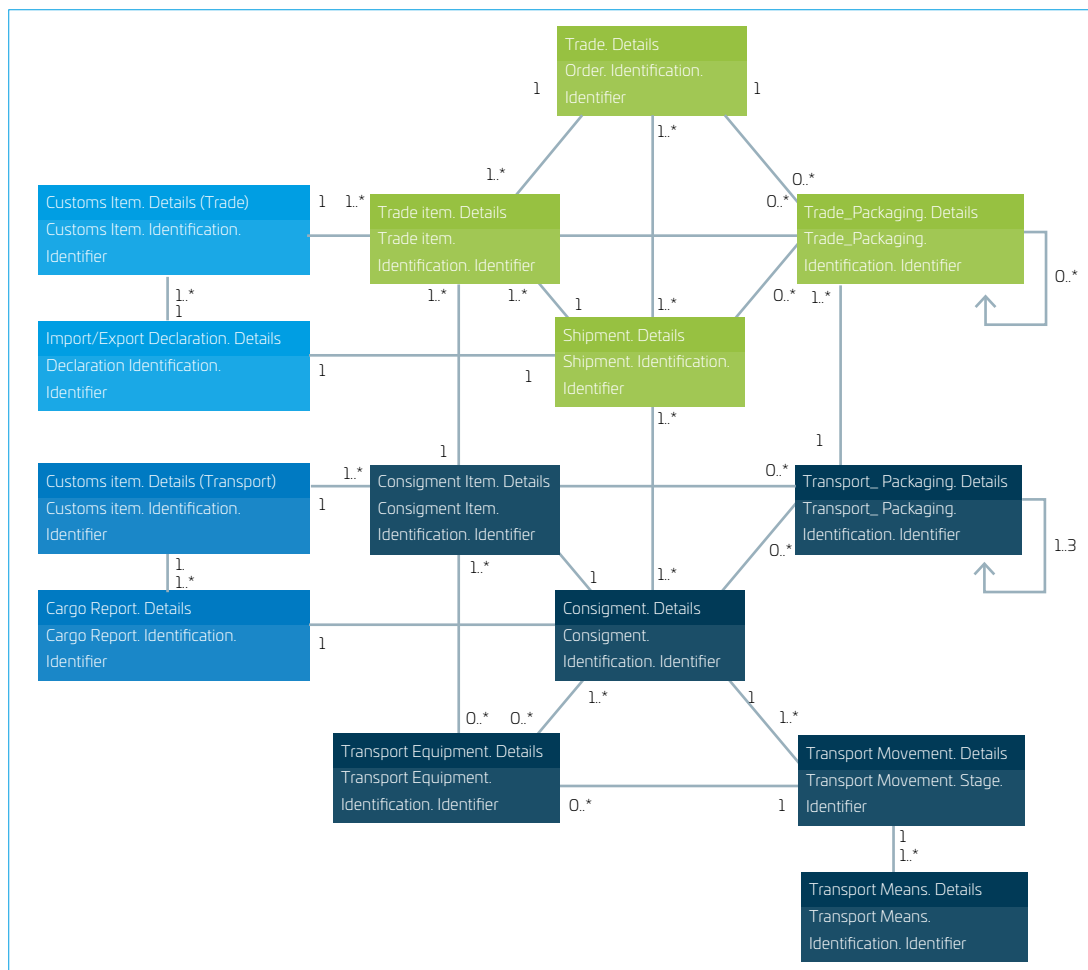 Trade. Details
Order. Identification.
Identifier
1
1
1..*
1..*
0..*
Customs Item. Details (Trade)
Customs Item. Identification.
Identifier
1
1..*
Trade item. Details
Trade item.
Identification. Identifier
0..*
Trade_Packaging. Details
Trade_Packaging.
Identification. Identifier
0..*
1..*
1
1..*
1..*
1
1..*
0..*
1..*
Import/Export Declaration. Details
Declaration Identification.
Identifier
1
1
Shipment. Details
Shipment. Identification.
Identifier
1..*
1
1
Customs item. Details (Transport)
Customs item. Identification.
Identifier
1..*
1
Consigment Item. Details
Consigment Item.
Identification. Identifier
0..*
Transport_ Packaging. Details
Transport_ Packaging.
Identification. Identifier
1..3
0..*
1.
1..*
1..*
1
1..*
Cargo Report. Details
Cargo Report. Identification.
Identifier
1
Consigment. Details
Consigment.
Identification. Identifier
1..*
1
0..*
0..*
1..*
Transport Equipment. Details
Transport Equipment.
Identification. Identifier
0..*
1
Transport Movement. Details
Transport Movement. Stage.
Identifier
1
1..*
Transport Means. Details
Transport Means.
Identification. Identifier